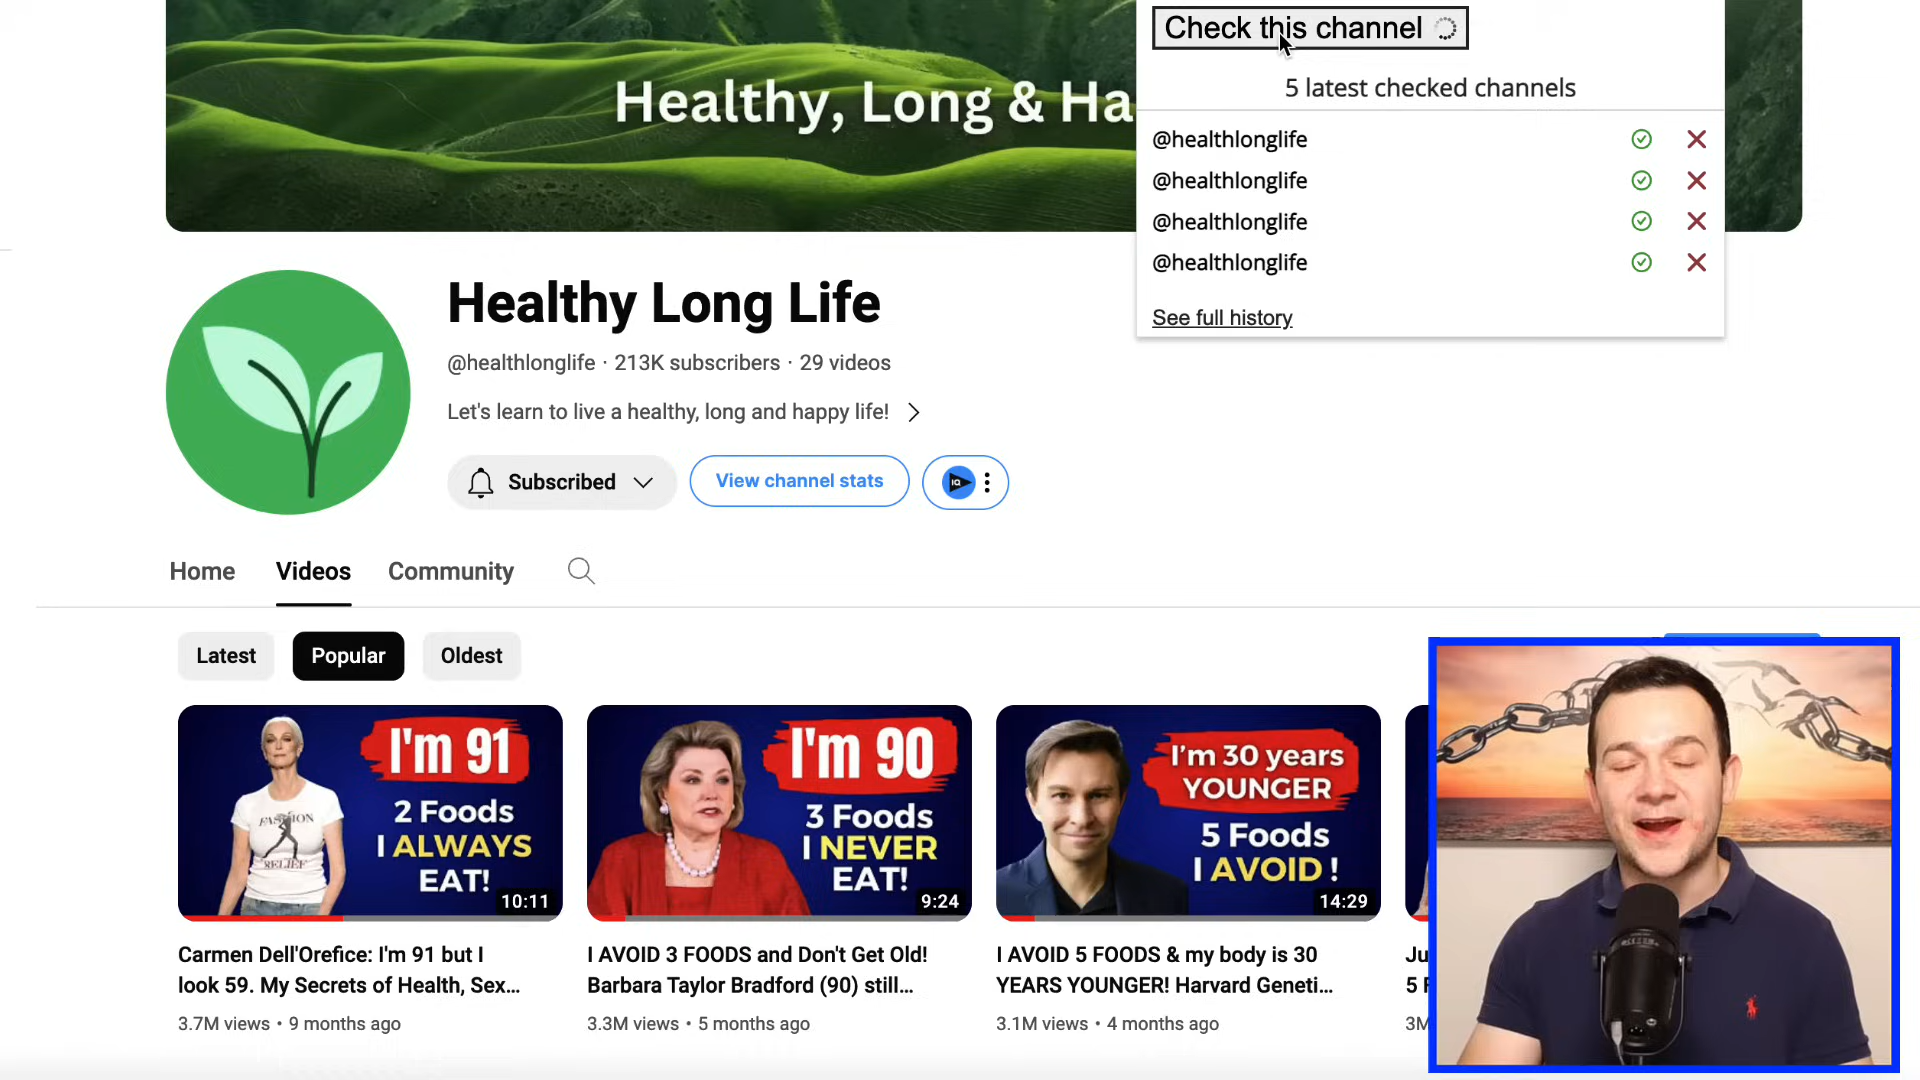 Healthy, Long & Ha
Check this channel
5 latest checked channels
@healthlonglife
@healthlonglife
@healthlonglife
@healthlonglife
See full history
Healthy Long Life
@healthlonglife · 213K subscribers · 29 videos
Let's learn to live a healthy, long and happy life!
Subscribed
View channel stats
IQ
Home
Videos
Community
Latest
Popular
Oldest
I'm 91
2 Foods
I ALWAYS
EAT!
10:11
FASHION
RELIEF
I'm 90
3 Foods
I NEVER
EAT!
9:24
I'm 30 years
YOUNGER
5 Foods
I AVOID !
14:29
Carmen Dell'Orefice: I'm 91 but I
look 59. My Secrets of Health, Sex...
3.7M views • 9 months ago
I AVOID 3 FOODS and Don't Get Old!
Barbara Taylor Bradford (90) still...
3.3M views • 5 months ago
I AVOID 5 FOODS & my body is 30
YEARS YOUNGER! Harvard Geneti...
3.1M views • 4 months ago
Ju
5 F
3M